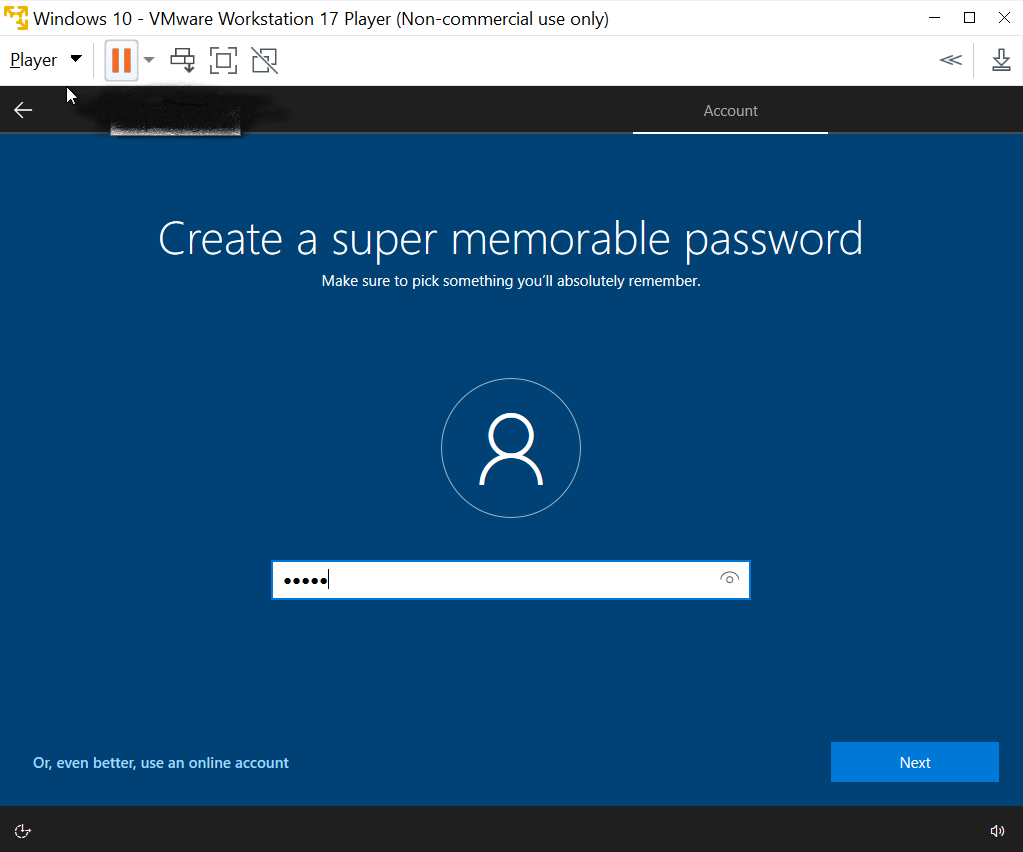 Windows 10 - VMware Workstation 17 Player (Non-commercial use only)
Player
Account
Create a super memorable password
Make sure to pick something you’ll absolutely remember.
•••••
Or, even better, use an online account
Next